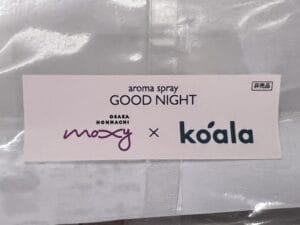 aroma spray
GOOD NIGHT
非売品
OSAKA
HONMACHI
moxy × koala